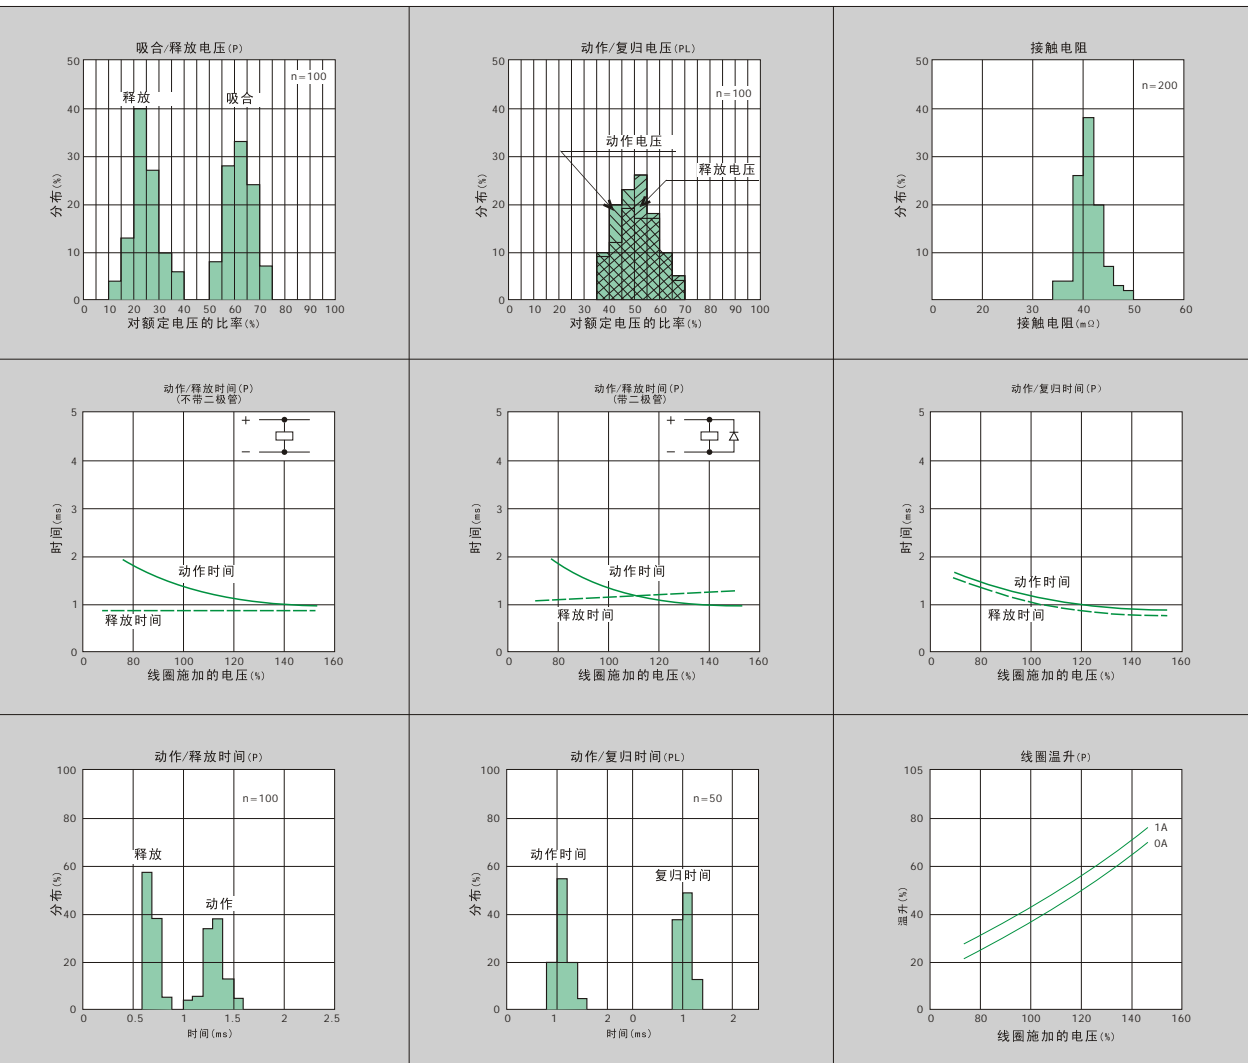 吸合/释放电压(P)
50
40
30
20
10
0
分布(%)
n=100
释放
吸合
0 10 20 30 40 50 60 70 80 90 100
对额定电压的比率(%)
动作/复归电压(PL)
50
40
30
20
10
0
分布(%)
n=100
动作电压
释放电压
0 10 20 30 40 50 60 70 80 90 100
对额定电压的比率(%)
接触电阻
50
40
30
20
10
分布(%)
n=200
0 20 30 40 50 60
接触电阻(mΩ)
动作/释放时间(P)
(不带二极管)
5
4
3
2
1
0
时间(ms)
+
−
动作时间
释放时间
0 80 100 120 140 160
线圈施加的电压(%)
动作/释放时间(P)
(带二极管)
5
4
3
2
1
0
时间(ms)
+
−
动作时间
释放时间
0 80 100 120 140 160
线圈施加的电压(%)
动作/复归时间(P)
5
4
3
2
1
0
时间(ms)
动作时间
释放时间
0 80 100 120 140 160
线圈施加的电压(%)
动作/释放时间(P)
100
80
60
40
20
0
分布(%)
n=100
释放
动作
0 0.5 1 1.5 2 2.5
时间(ms)
动作/复归时间(PL)
100
80
60
40
20
0
分布(%)
n=50
动作时间
复归时间
0 1 2 0 1 2
时间(ms)
线圈温升(P)
105
80
60
40
20
0
温升(%)
1A
0A
0 80 100 120 140 160
线圈施加的电压(%)